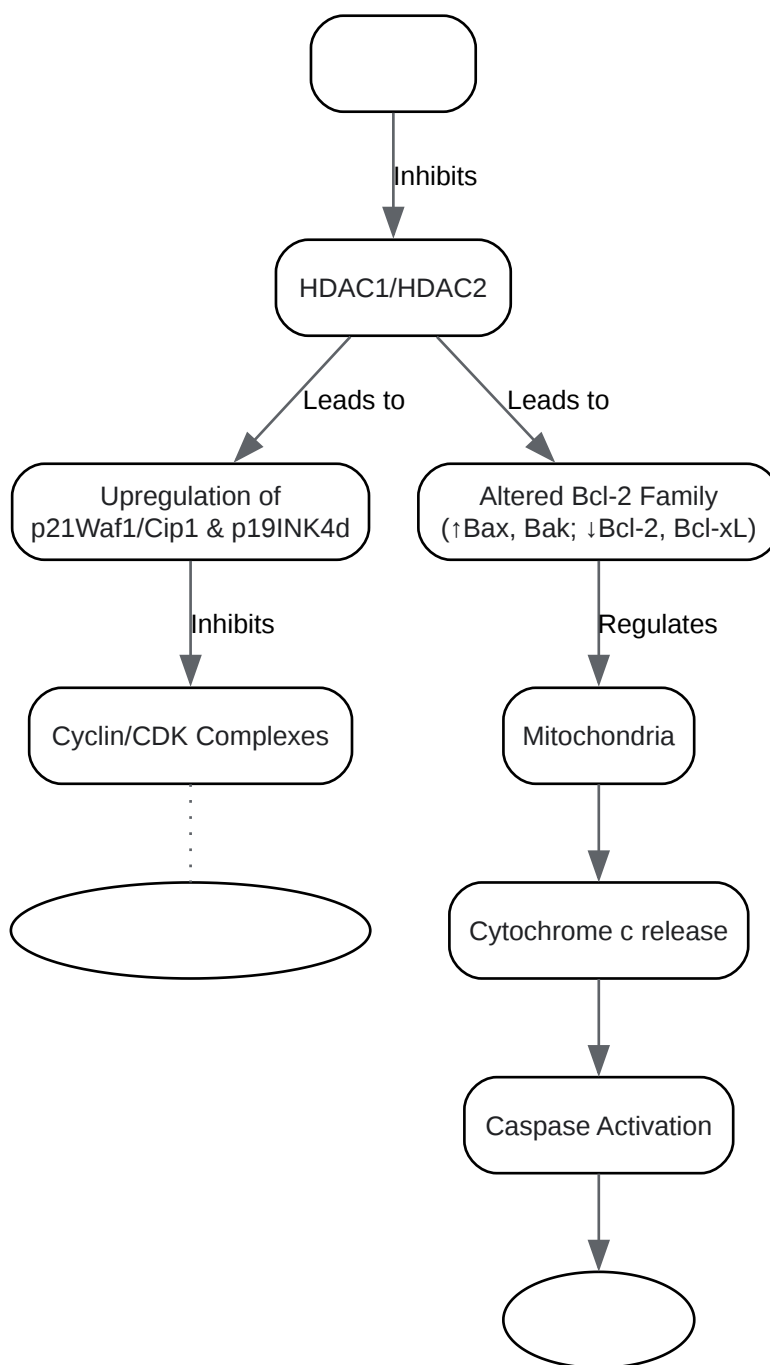 Inhibits
HDAC1/HDAC2
Leads to
Leads to
Upregulation of
p21Waf1/Cip1 & p19INK4d
Altered Bcl-2 Family
(↑Bax, Bak; ↓Bcl-2, Bcl-xL)
Inhibits
Regulates
Cyclin/CDK Complexes
Mitochondria
Cytochrome c release
Caspase Activation